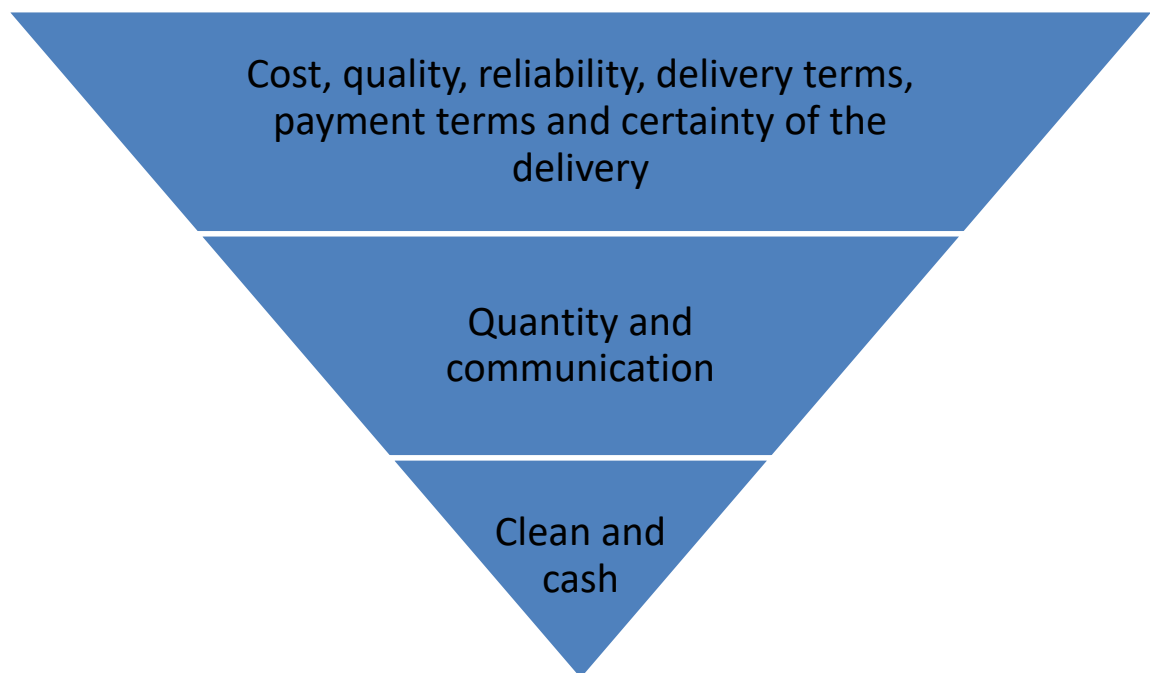 Cost, quality, reliability, delivery terms,
payment terms and certainty of the
delivery
Quantity and
communication
Clean and
cash